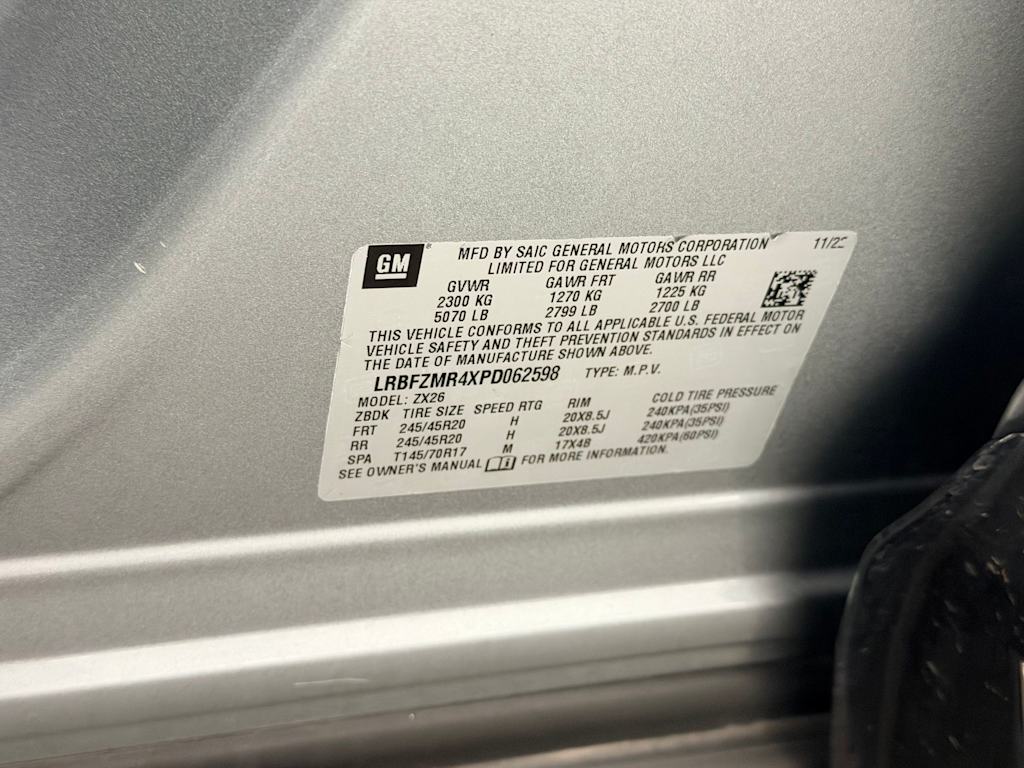 GM ® MFD BY SAIC GENERAL MOTORS CORPORATION 11/22
LIMITED FOR GENERAL MOTORS LLC
GVWR GAWR FRT GAWR RR
2300 KG 1270 KG 1225 KG
5070 LB 2799 LB 2700 LB
THIS VEHICLE CONFORMS TO ALL APPLICABLE U.S. FEDERAL MOTOR
VEHICLE SAFETY AND THEFT PREVENTION STANDARDS IN EFFECT ON
THE DATE OF MANUFACTURE SHOWN ABOVE.
LRBFZMR4XPD062598 TYPE: M.P.V.
MODEL: ZX26
ZBDK TIRE SIZE SPEED RTG RIM COLD TIRE PRESSURE
FRT 245/45R20 H 20X8.5J 240KPA(35PSI)
RR 245/45R20 H 20X8.5J 240KPA(35PSI)
SPA T145/70R17 M 17X4B 420KPA(60PSI)
SEE OWNER'S MANUAL FOR MORE INFORMATION.